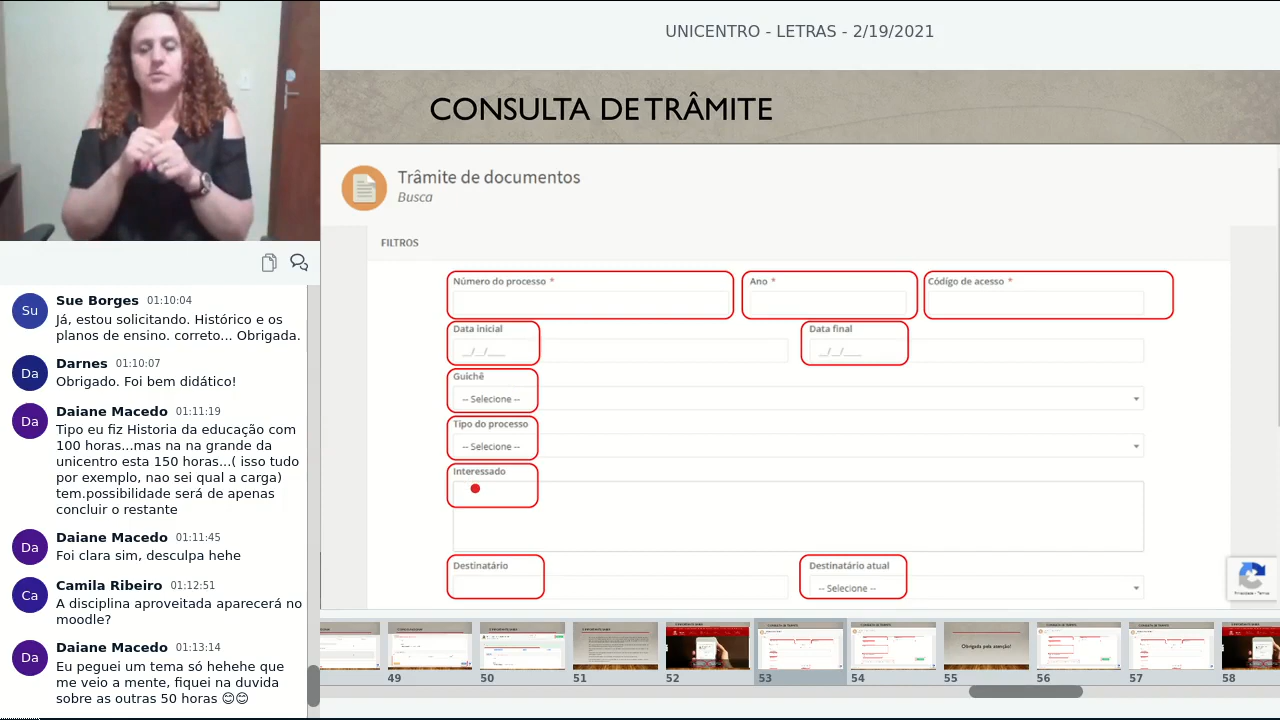 UNICENTRO - LETRAS - 2/19/2021
CONSULTA DE TRÂMITE
Trâmite de documentos
Busca
FILTROS
Número do processo *
Ano *
Código de acesso *
Data inicial
Data final
__/__/____
__/__/____
Guichê
-- Selecione --
Tipo do processo
-- Selecione --
Interessado
Destinatário
Destinatário atual
-- Selecione --
Su
Sue Borges 01:10:04
Já, estou solicitando. Histórico e os
planos de ensino. correto... Obrigada.
Da
Darnes 01:10:07
Obrigado. Foi bem didático!
Da
Daiane Macedo 01:11:19
Tipo eu fiz Historia da educação com
100 horas...mas na na grande da
unicentro esta 150 horas...( isso tudo
por exemplo, nao sei qual a carga)
tem.possibilidade será de apenas
concluir o restante
Da
Daiane Macedo 01:11:45
Foi clara sim, desculpa hehe
Ca
Camila Ribeiro 01:12:51
A disciplina aproveitada aparecerá no
moodle?
Da
Daiane Macedo 01:13:14
Eu peguei um tema só hehehe que
me veio a mente. fiquei na duvida
sobre as outras 50 horas 😊😊
Obrigada pela atenção!
49 50 51 52 53 54 55 56 57 58